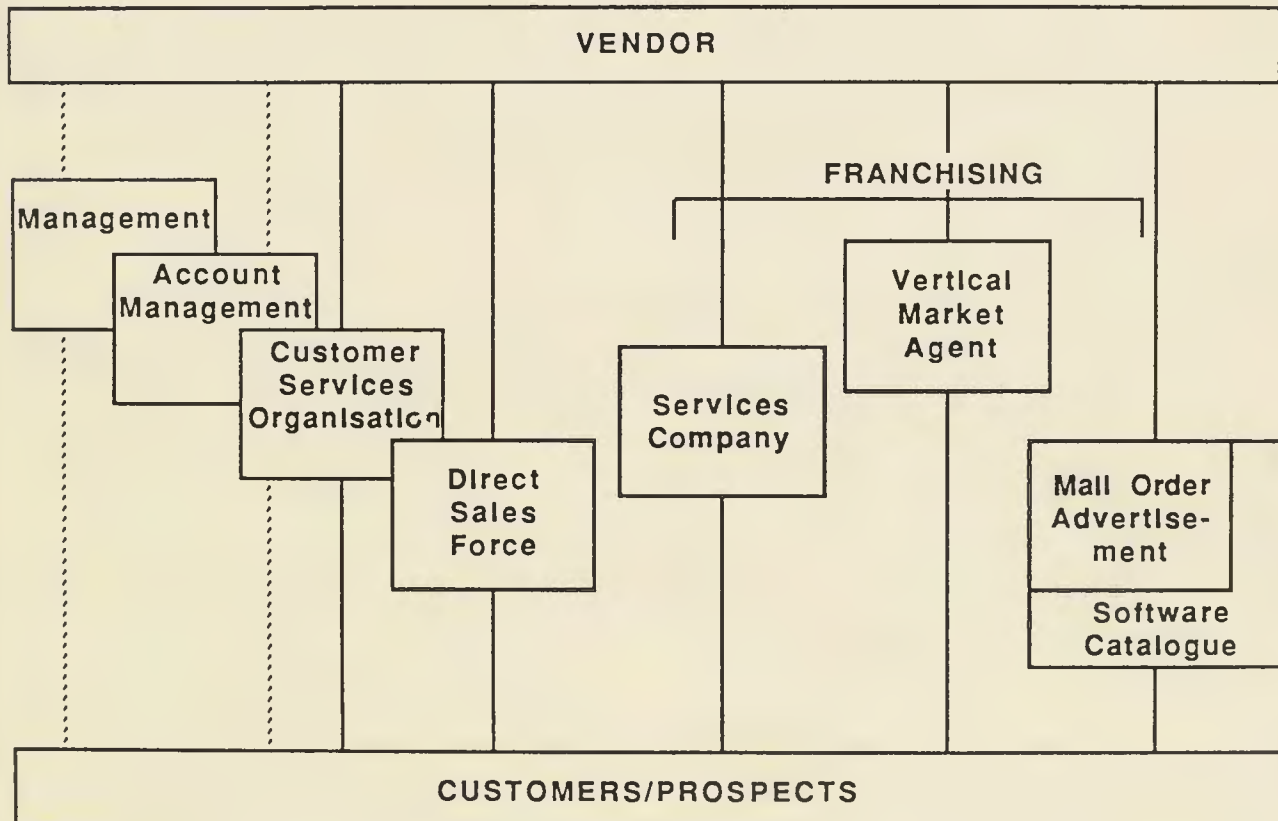 VENDOR
FRANCHISING
Management
Account
Management
Customer
Services
Organisation
Direct
Sales
Force
Services
Company
Vertical
Market
Agent
Mail Order
Advertise-
ment
Software
Catalogue
CUSTOMERS/PROSPECTS